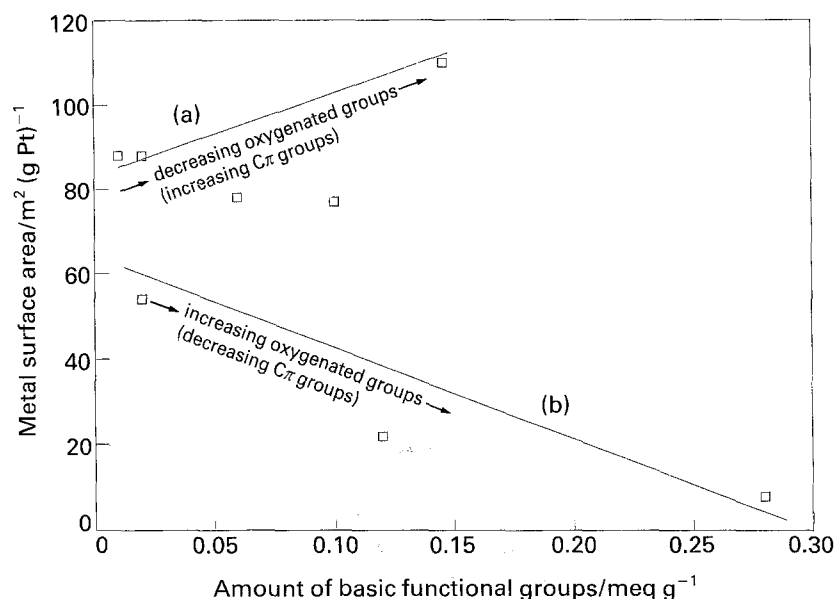 120
100
80
60
40
20
0
Metal surface area/m² (g Pt)⁻¹
(a)
decreasing oxygenated groups
(increasing Cπ groups)
increasing oxygenated groups
(decreasing Cπ groups)
(b)
0 0.05 0.10 0.15 0.20 0.25 0.30
Amount of basic functional groups/meq g⁻¹